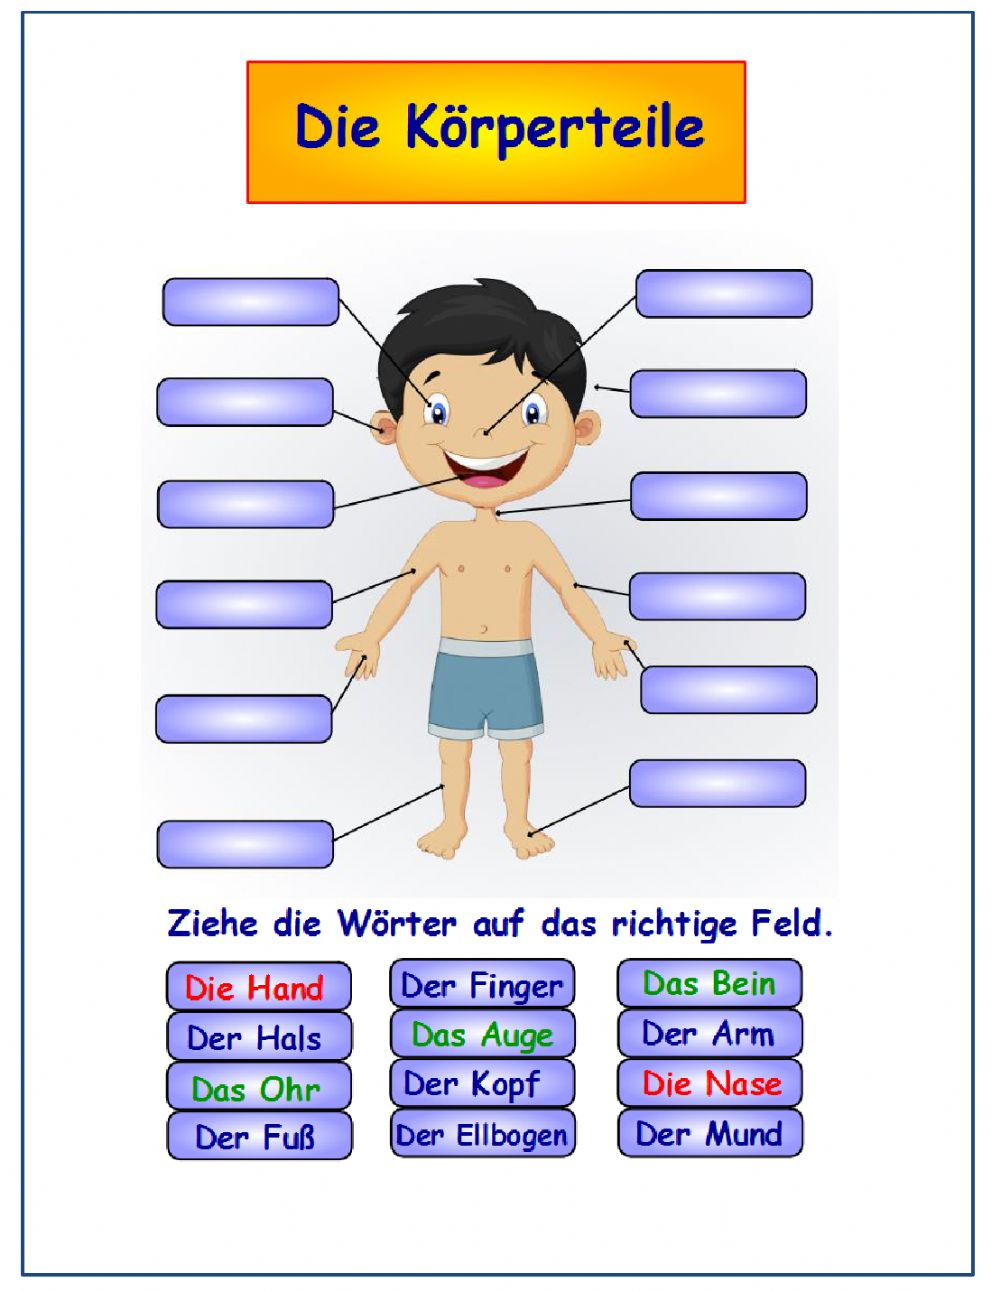 Die Körperteile
Ziehe die Wörter auf das richtige Feld.
Die Hand
Der Finger
Das Bein
Der Hals
Das Auge
Der Arm
Das Ohr
Der Kopf
Die Nase
Der Fuß
Der Ellbogen
Der Mund